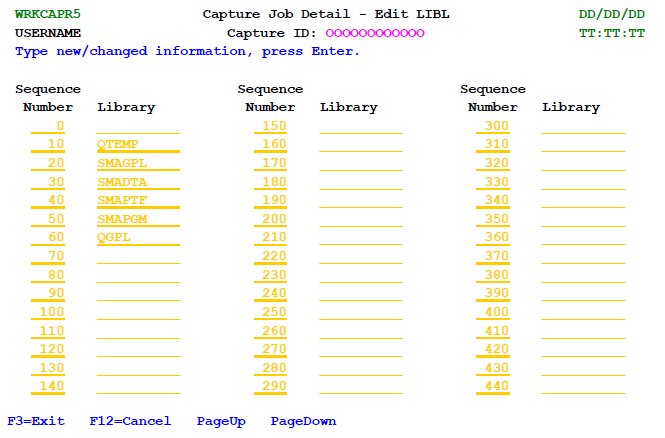 WRKCAPR5 Capture Job Detail - Edit LIBL DD/DD/DD
USERNAME Capture ID: OOOOOOOOOOOO TT:TT:TT
Type new/changed information, press Enter.
Sequence Sequence Sequence
Number Library Number Library Number Library
0 150 300
10 QTEMP 160 310
20 SMAGPL 170 320
30 SMADTA 180 330
40 SMAPTF 190 340
50 SMAPGM 200 350
60 QGPL 210 360
70 220 370
80 230 380
90 240 390
100 250 400
110 260 410
120 270 420
130 280 430
140 290 440
F3=Exit F12=Cancel PageUp PageDown